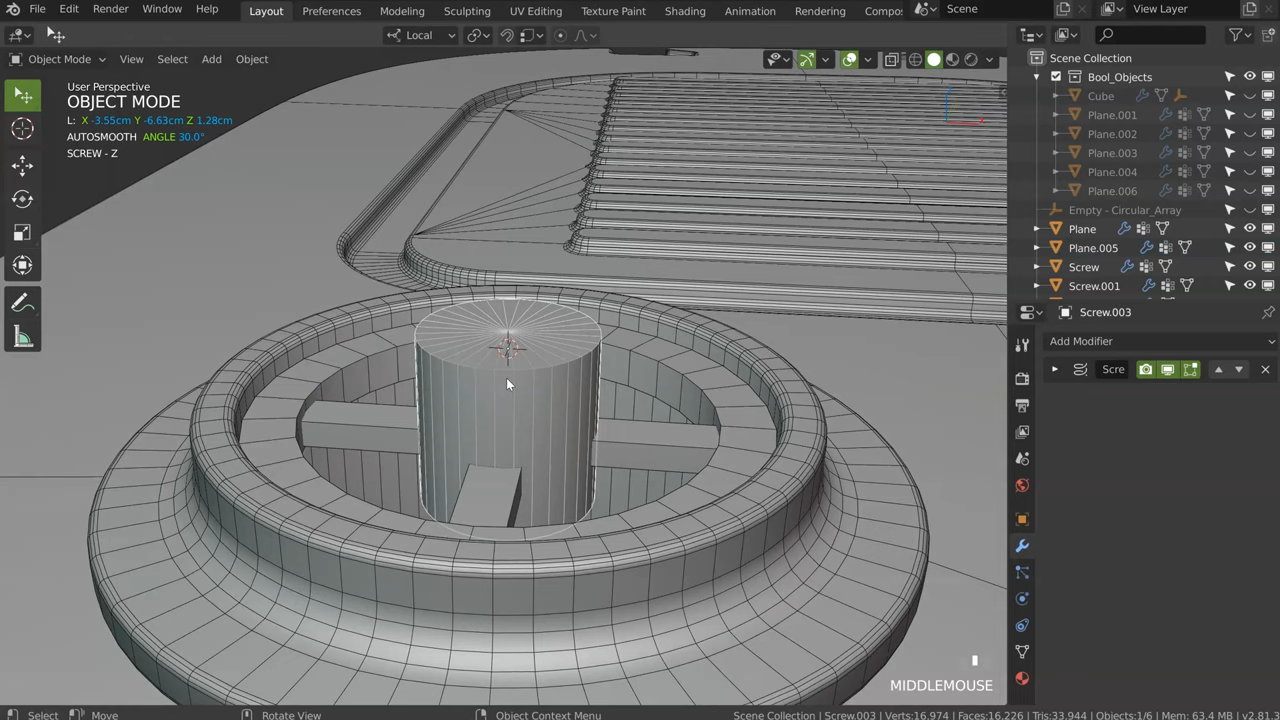 File Edit Render Window Help Layout Preferences Modeling Sculpting UV Editing Texture Paint Shading Animation Rendering Compo Scene View Layer
Local
Object Mode View Select Add Object
User Perspective
OBJECT MODE
L: X -3.55cm Y -6.63cm Z 1.28cm
AUTOSMOOTH ANGLE 30.0°
SCREW - Z
Scene Collection
Bool_Objects
Cube
Plane.001
Plane.002
Plane.003
Plane.004
Plane.006
Empty - Circular_Array
Plane
Plane.005
Screw
Screw.001
Screw.003
Add Modifier
Scre
MIDDLEMOUSE
Select Move Rotate View Object Context Menu Scene Collection | Screw.003 | Verts:16,974 | Faces:16,226 | Tris:33,944 | Objects:1/6 | Mem: 63.4 MB | v2.81.